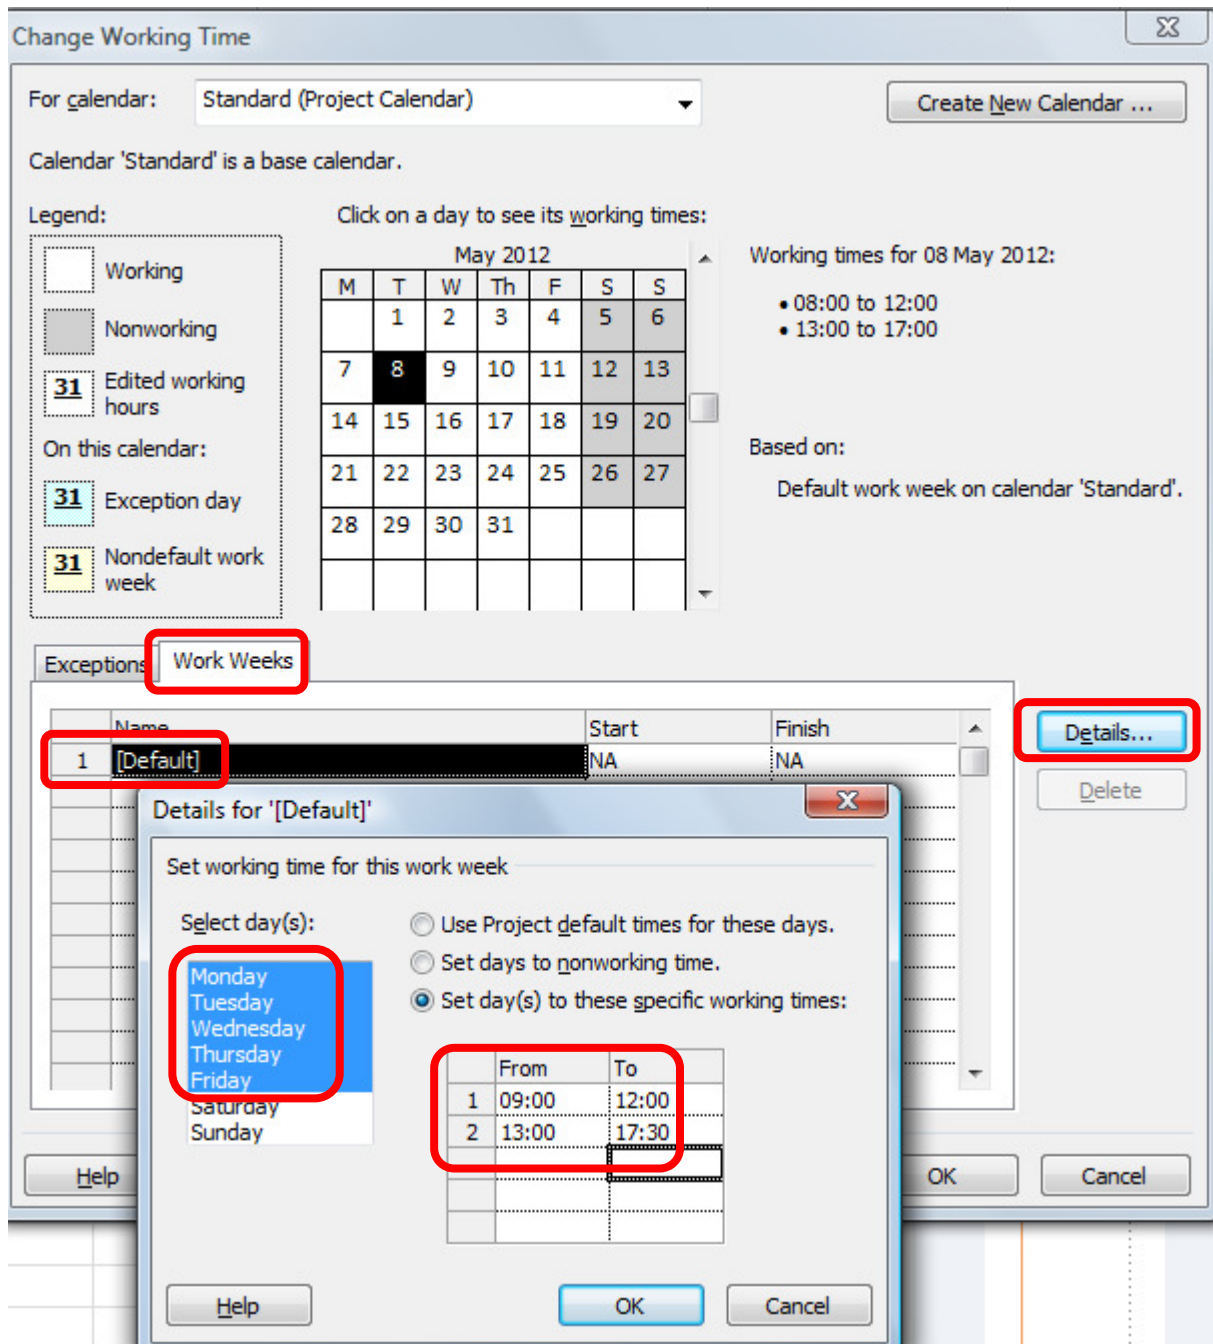 Change Working Time
For calendar: Standard (Project Calendar) Create New Calendar ...
Calendar 'Standard' is a base calendar.
Legend:
Working
Nonworking
31 Edited working
hours
On this calendar:
31 Exception day
31 Nondefault work
week
Click on a day to see its working times:
May 2012
M T W Th F S S
1 2 3 4 5 6
7 8 9 10 11 12 13
14 15 16 17 18 19 20
21 22 23 24 25 26 27
28 29 30 31
Working times for 08 May 2012:
• 08:00 to 12:00
• 13:00 to 17:00
Based on:
Default work week on calendar 'Standard'.
Exceptions Work Weeks
Name Start Finish
1 [Default] NA NA
Details...
Delete
Details for '[Default]'
Set working time for this work week
Select day(s):
Monday
Tuesday
Wednesday
Thursday
Friday
Saturday
Sunday
Use Project default times for these days.
Set days to nonworking time.
Set day(s) to these specific working times:
From To
1 09:00 12:00
2 13:00 17:30
Help OK Cancel
Help OK Cancel